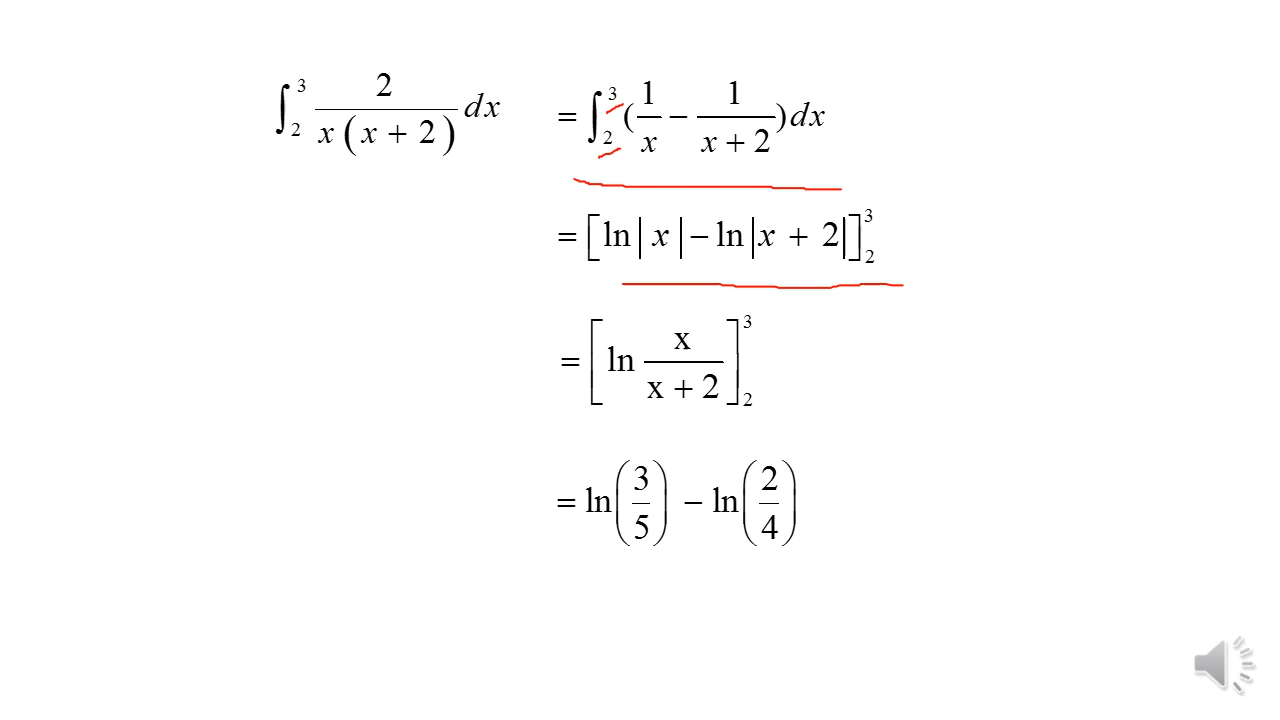 ∫₂³ 2/(x(x + 2)) dx = ∫₂³ (1/x − 1/(x + 2)) dx
= [ln|x| − ln|x + 2|]₂³
= [ln x/(x + 2)]₂³
= ln(3/5) − ln(2/4)